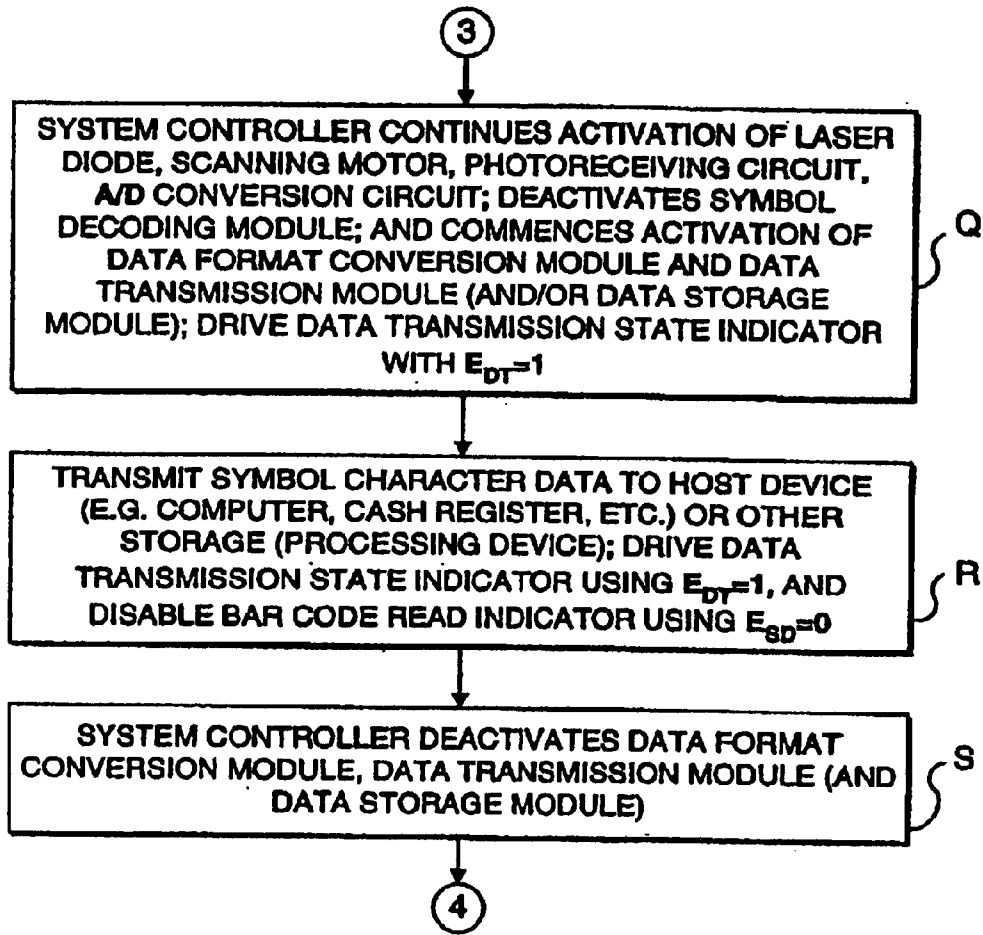 3
SYSTEM CONTROLLER CONTINUES ACTIVATION OF LASER
DIODE, SCANNING MOTOR, PHOTORECEIVING CIRCUIT,
A/D CONVERSION CIRCUIT; DEACTIVATES SYMBOL
DECODING MODULE; AND COMMENCES ACTIVATION OF
DATA FORMAT CONVERSION MODULE AND DATA
TRANSMISSION MODULE (AND/OR DATA STORAGE
MODULE); DRIVE DATA TRANSMISSION STATE INDICATOR
WITH E_DT=1
Q
TRANSMIT SYMBOL CHARACTER DATA TO HOST DEVICE
(E.G. COMPUTER, CASH REGISTER, ETC.) OR OTHER
STORAGE (PROCESSING DEVICE); DRIVE DATA
TRANSMISSION STATE INDICATOR USING E_DT=1, AND
DISABLE BAR CODE READ INDICATOR USING E_SD=0
R
SYSTEM CONTROLLER DEACTIVATES DATA FORMAT
CONVERSION MODULE, DATA TRANSMISSION MODULE (AND
DATA STORAGE MODULE)
S
4